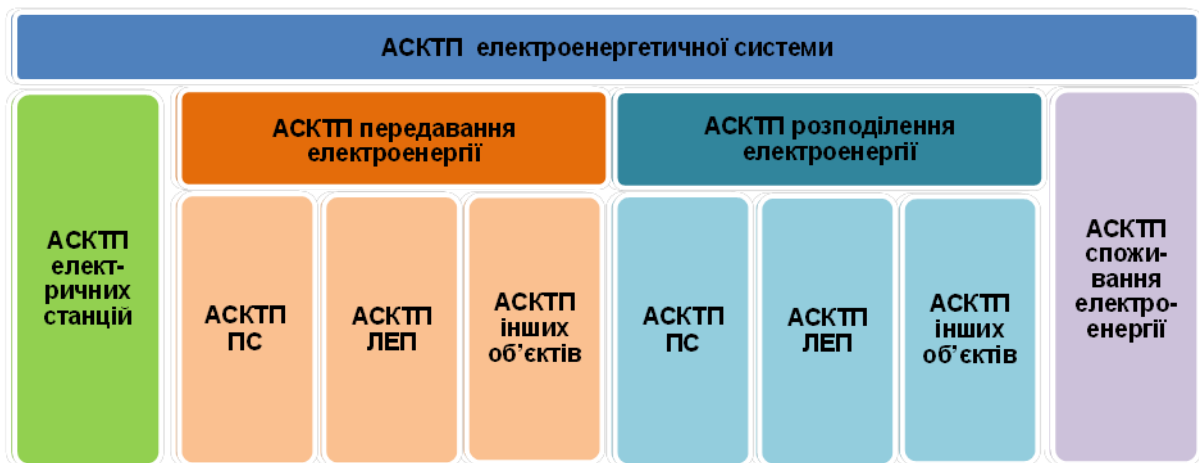 АСКТП електроенергетичної системи
АСКТП
елект-
ричних
станцій
АСКТП передавання
електроенергії
АСКТП
ПС
АСКТП
ЛЕП
АСКТП
інших
об’єктів
АСКТП розподілення
електроенергії
АСКТП
ПС
АСКТП
ЛЕП
АСКТП
інших
об’єктів
АСКТП
спожи-
вання
електро-
енергії